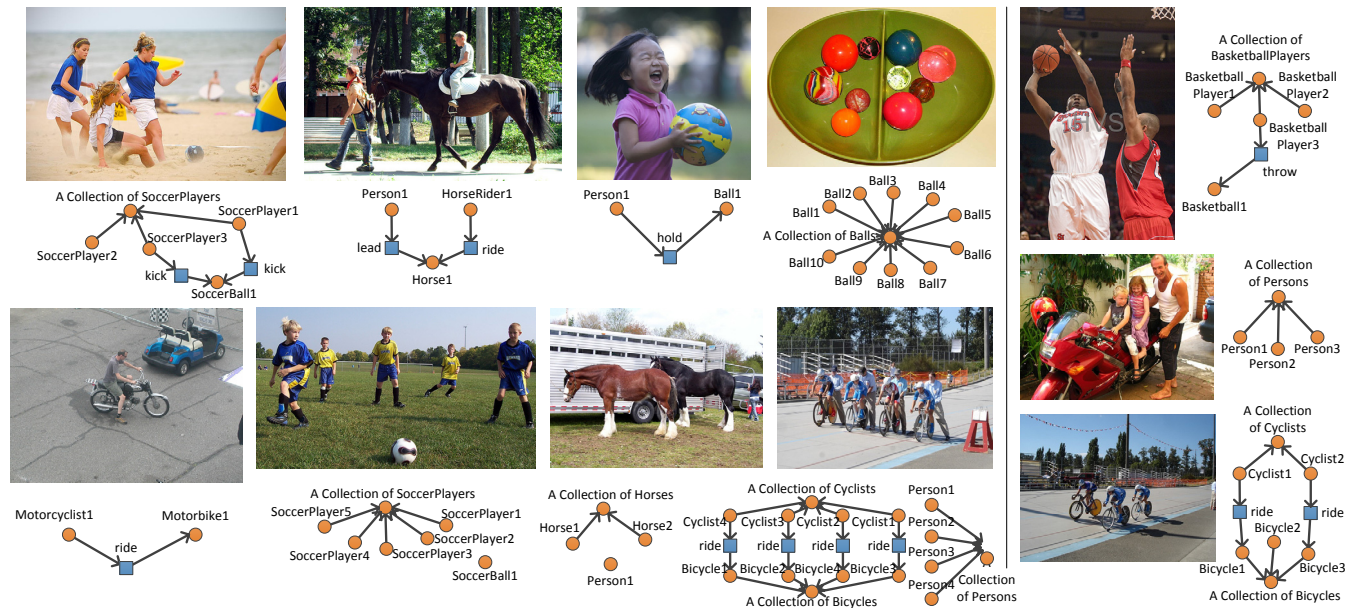 A Collection of SoccerPlayers
SoccerPlayer1
SoccerPlayer2
SoccerPlayer3
kick
kick
SoccerBall1
Person1
HorseRider1
lead
ride
Horse1
Person1
Ball1
hold
Ball3
Ball2
Ball4
Ball1
Ball5
A Collection of Balls
Ball6
Ball10
Ball9
Ball8
Ball7
15
A Collection of
BasketballPlayers
Basketball
Player1
Basketball
Player2
Basketball
Player3
throw
Basketball1
A Collection
of Persons
Person1
Person2
Person3
Motorcyclist1
Motorbike1
ride
A Collection of SoccerPlayers
SoccerPlayer5
SoccerPlayer1
SoccerPlayer2
SoccerPlayer4
SoccerPlayer3
SoccerBall1
A Collection of Horses
Horse1
Horse2
Person1
A Collection of Cyclists
Cyclist4
Cyclist3
Cyclist2
Cyclist1
ride
ride
ride
ride
Bicycle1
Bicycle2
Bicycle4
Bicycle3
A Collection of Bicycles
Person1
Person2
Person3
Person4
Collection
of Persons
A Collection
of Cyclists
Cyclist1
Cyclist2
ride
ride
Bicycle2
Bicycle1
Bicycle3
A Collection of Bicycles